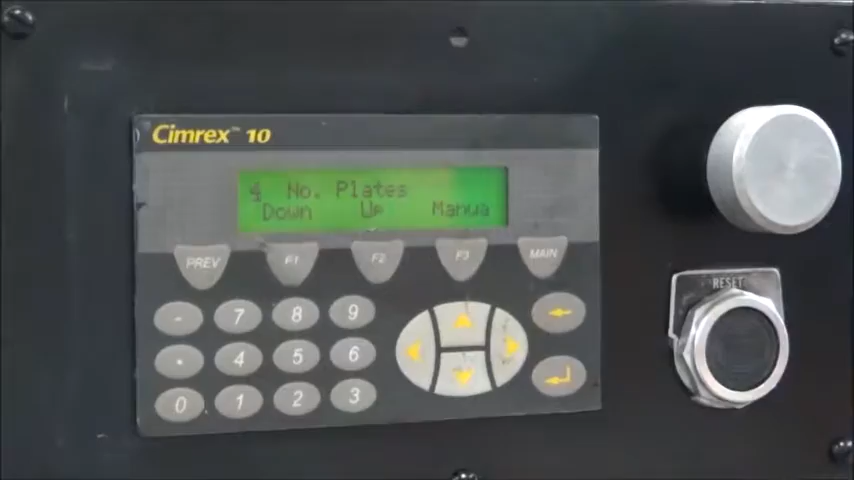 Cimrex™ 10
4 No. Plates
Down Up Manua
PREV F1 F2 F3 MAIN
- 7 8 9
. 4 5 6
0 1 2 3
RESET